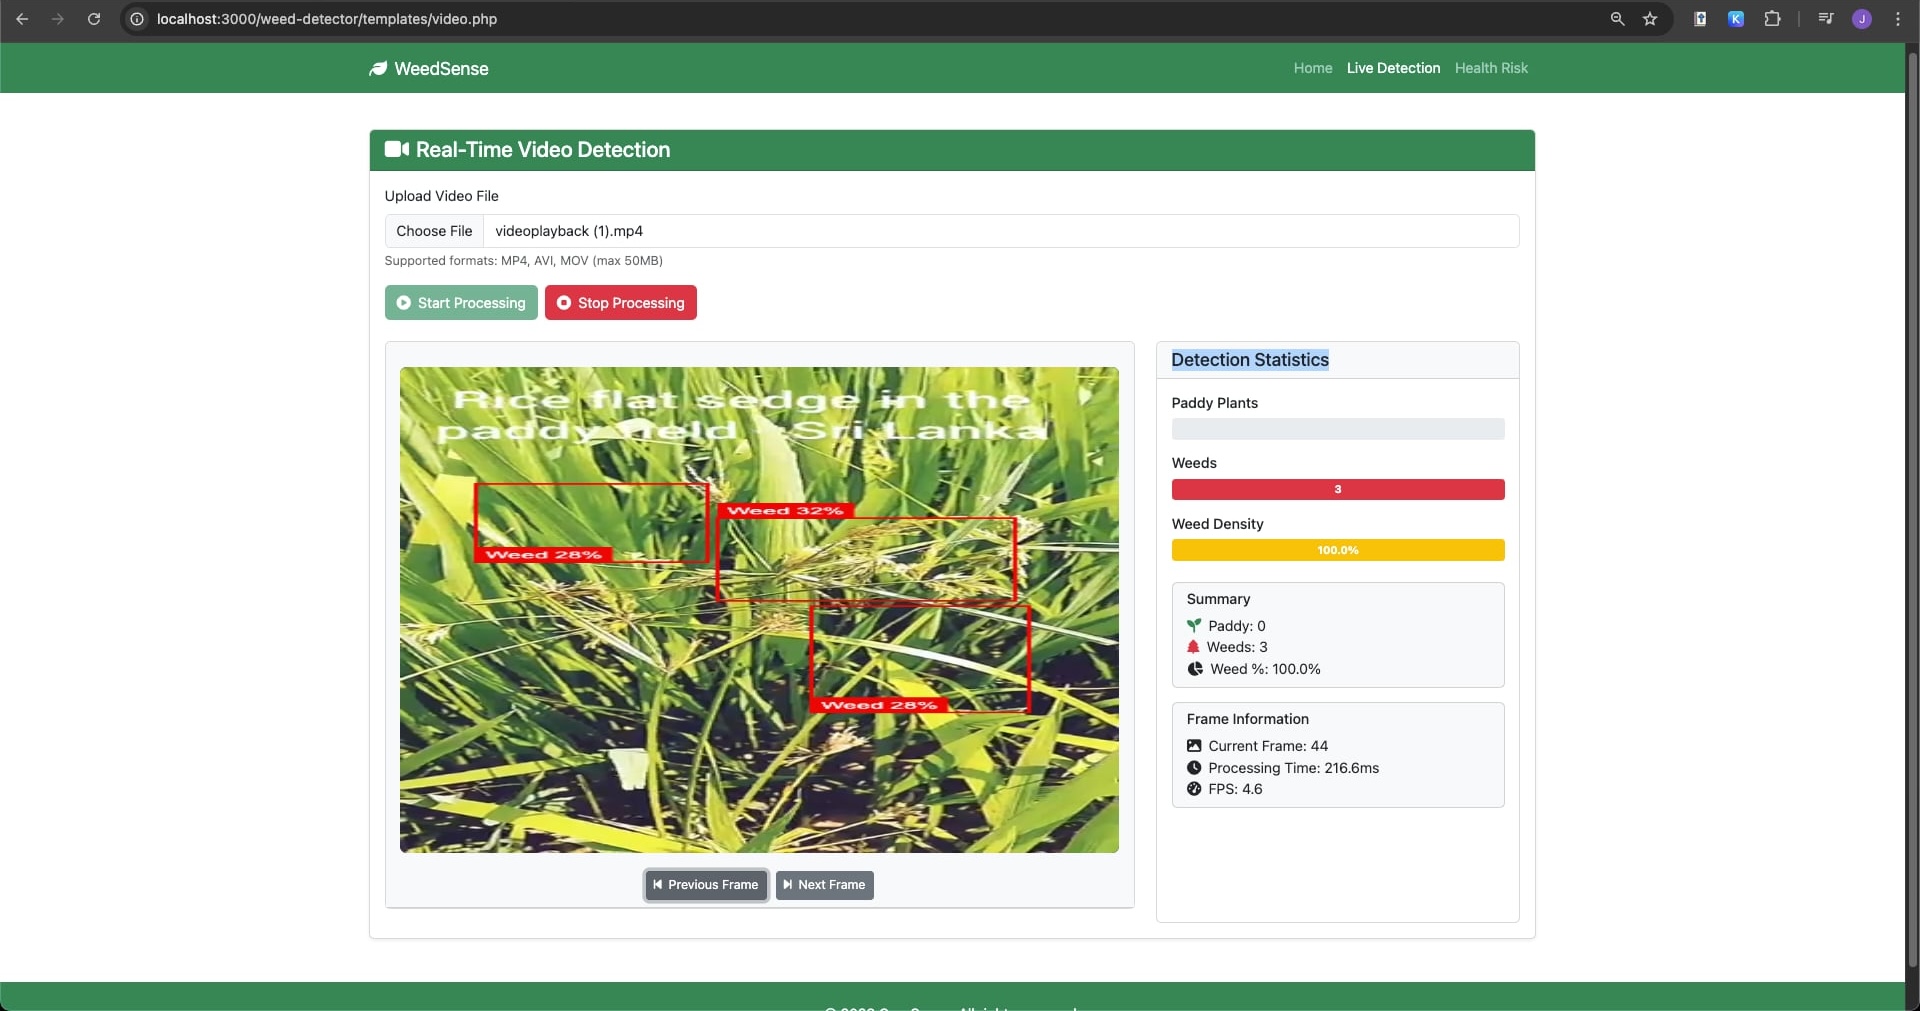 localhost:3000/weed-detector/templates/video.php
K
J
WeedSense
Home Live Detection Health Risk
Real-Time Video Detection
Upload Video File
Choose File videoplayback (1).mp4
Supported formats: MP4, AVI, MOV (max 50MB)
Start Processing Stop Processing
Rice flat sedge in the
paddy field - Sri Lanka
Weed 32%
Weed 28%
Weed 28%
Previous Frame Next Frame
Detection Statistics
Paddy Plants
Weeds
3
Weed Density
100.0%
Summary
Paddy: 0
Weeds: 3
Weed %: 100.0%
Frame Information
Current Frame: 44
Processing Time: 216.6ms
FPS: 4.6